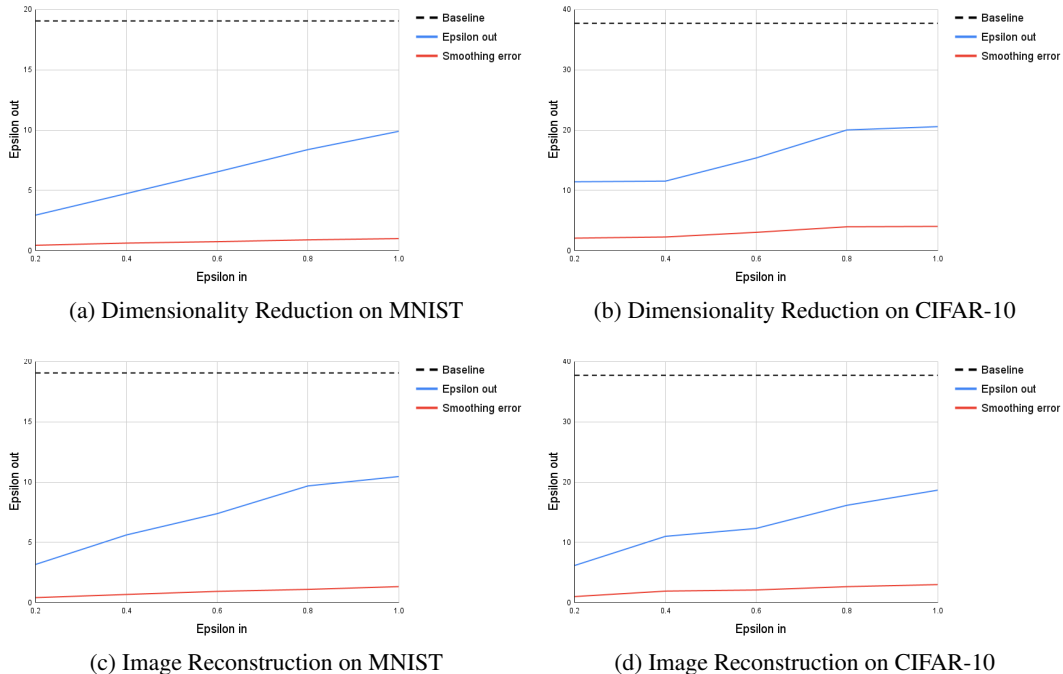 20
15
10
5
0
Epsilon out
0.2 0.4 0.6 0.8 1.0
Epsilon in
Baseline
Epsilon out
Smoothing error
(a) Dimensionality Reduction on MNIST
40
30
20
10
0
Epsilon out
0.2 0.4 0.6 0.8 1.0
Epsilon in
Baseline
Epsilon out
Smoothing error
(b) Dimensionality Reduction on CIFAR-10
20
15
10
5
0
Epsilon out
0.2 0.4 0.6 0.8 1.0
Epsilon in
Baseline
Epsilon out
Smoothing error
(c) Image Reconstruction on MNIST
40
30
20
10
0
Epsilon out
0.2 0.4 0.6 0.8 1.0
Epsilon in
Baseline
Epsilon out
Smoothing error
(d) Image Reconstruction on CIFAR-10